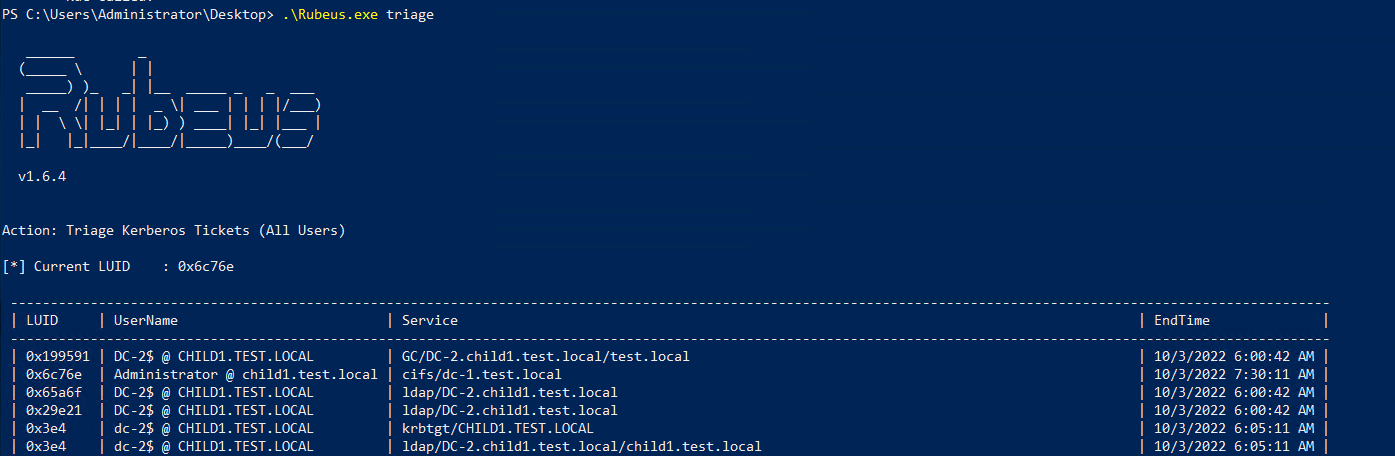 PS C:\Users\Administrator\Desktop> .\Rubeus.exe triage
Rubeus
v1.6.4
Action: Triage Kerberos Tickets (All Users)
[*] Current LUID    : 0x6c76e
| LUID     | UserName                          | Service                                                                                    | EndTime              |
| 0x199591 | DC-2$ @ CHILD1.TEST.LOCAL         | GC/DC-2.child1.test.local/test.local                                                       | 10/3/2022 6:00:42 AM |
| 0x6c76e  | Administrator @ child1.test.local | cifs/dc-1.test.local                                                                       | 10/3/2022 7:30:11 AM |
| 0x65a6f  | DC-2$ @ CHILD1.TEST.LOCAL         | ldap/DC-2.child1.test.local                                                                | 10/3/2022 6:00:42 AM |
| 0x29e21  | DC-2$ @ CHILD1.TEST.LOCAL         | ldap/DC-2.child1.test.local                                                                | 10/3/2022 6:00:42 AM |
| 0x3e4    | dc-2$ @ CHILD1.TEST.LOCAL         | krbtgt/CHILD1.TEST.LOCAL                                                                   | 10/3/2022 6:05:11 AM |
| 0x3e4    | dc-2$ @ CHILD1.TEST.LOCAL         | ldap/DC-2.child1.test.local/child1.test.local                                              | 10/3/2022 6:05:11 AM |